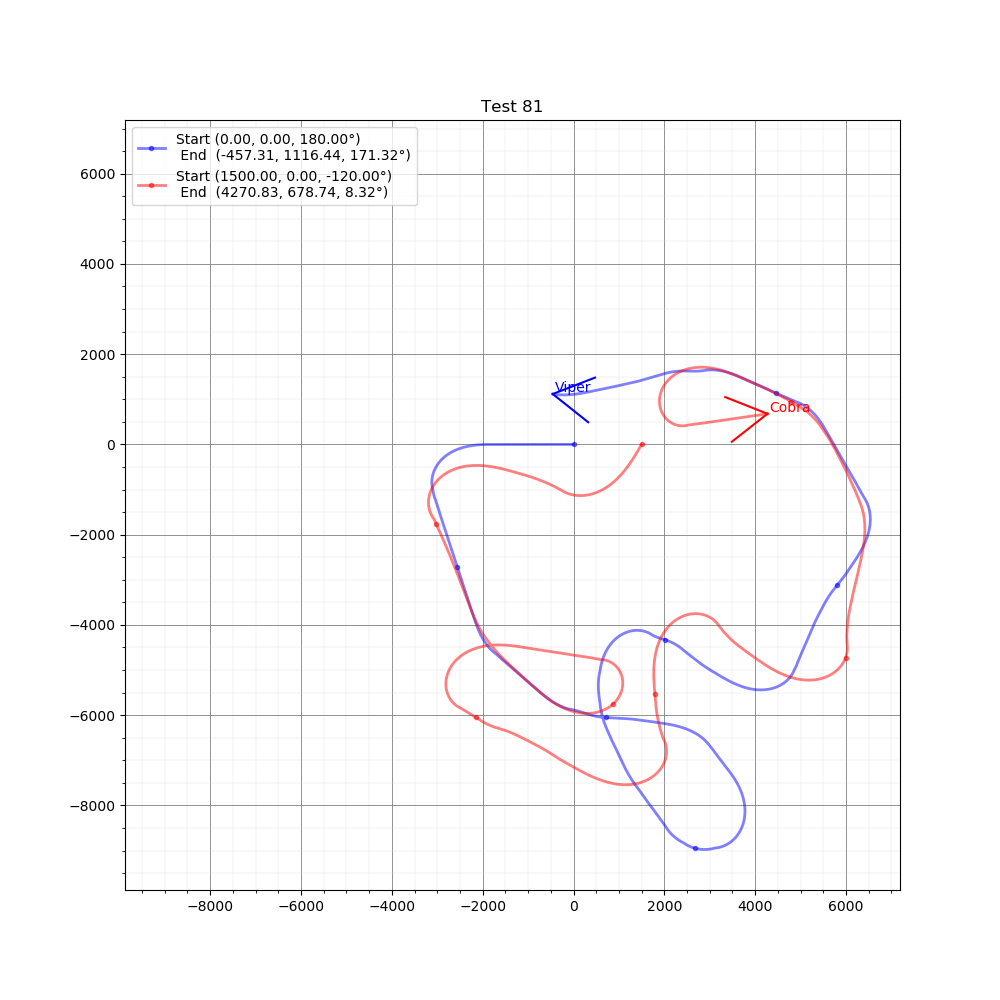 Test 81
Start (0.00, 0.00, 180.00°)
End  (-457.31, 1116.44, 171.32°)
Start (1500.00, 0.00, -120.00°)
End  (4270.83, 678.74, 8.32°)
6000
4000
2000
0
−2000
−4000
−6000
−8000
Viper
Cobra
−8000 −6000 −4000 −2000 0 2000 4000 6000